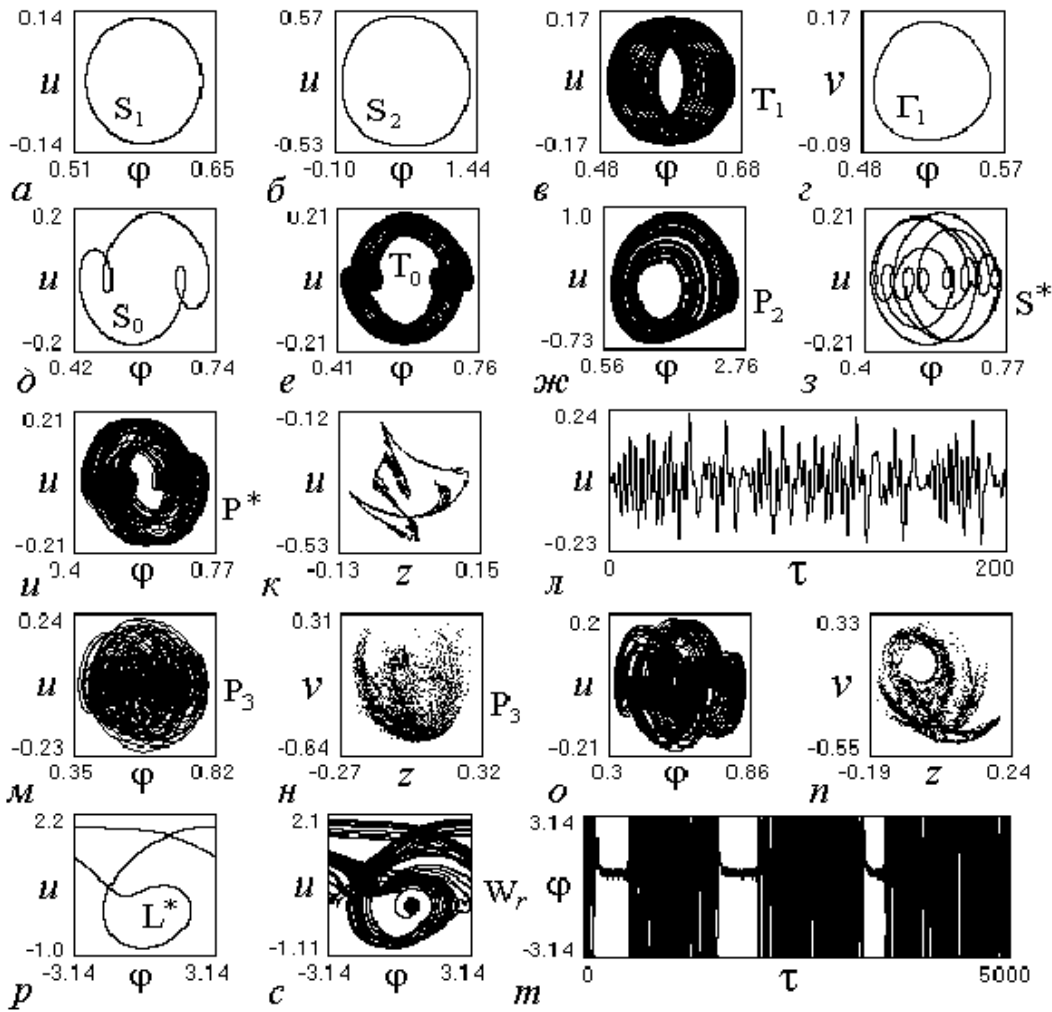 0.14
u
S1
-0.14
0.51 φ 0.65
а
0.57
u
S2
-0.53
-0.10 φ 1.44
б
0.17
u
T1
-0.17
0.48 φ 0.68
в
0.17
v
Γ1
-0.09
0.48 φ 0.57
г
0.2
u
S0
-0.2
0.42 φ 0.74
д
0.21
u
T0
-0.21
0.41 φ 0.76
е
1.0
u
P2
-0.73
0.56 φ 2.76
ж
0.21
u
S*
-0.21
0.4 φ 0.77
з
0.21
u
P*
-0.21
0.4 φ 0.77
и
-0.12
u
-0.53
-0.13 z 0.15
к
0.24
u
-0.23
0 τ 200
л
0.24
u
P3
-0.23
0.35 φ 0.82
м
0.31
v
P3
-0.64
-0.27 z 0.32
н
0.2
u
-0.21
0.3 φ 0.86
о
0.33
v
-0.55
-0.19 z 0.24
п
2.2
u
L*
-1.0
-3.14 φ 3.14
р
2.1
u
Wr
-1.11
-3.14 φ 3.14
с
3.14
φ
-3.14
0 τ 5000
т